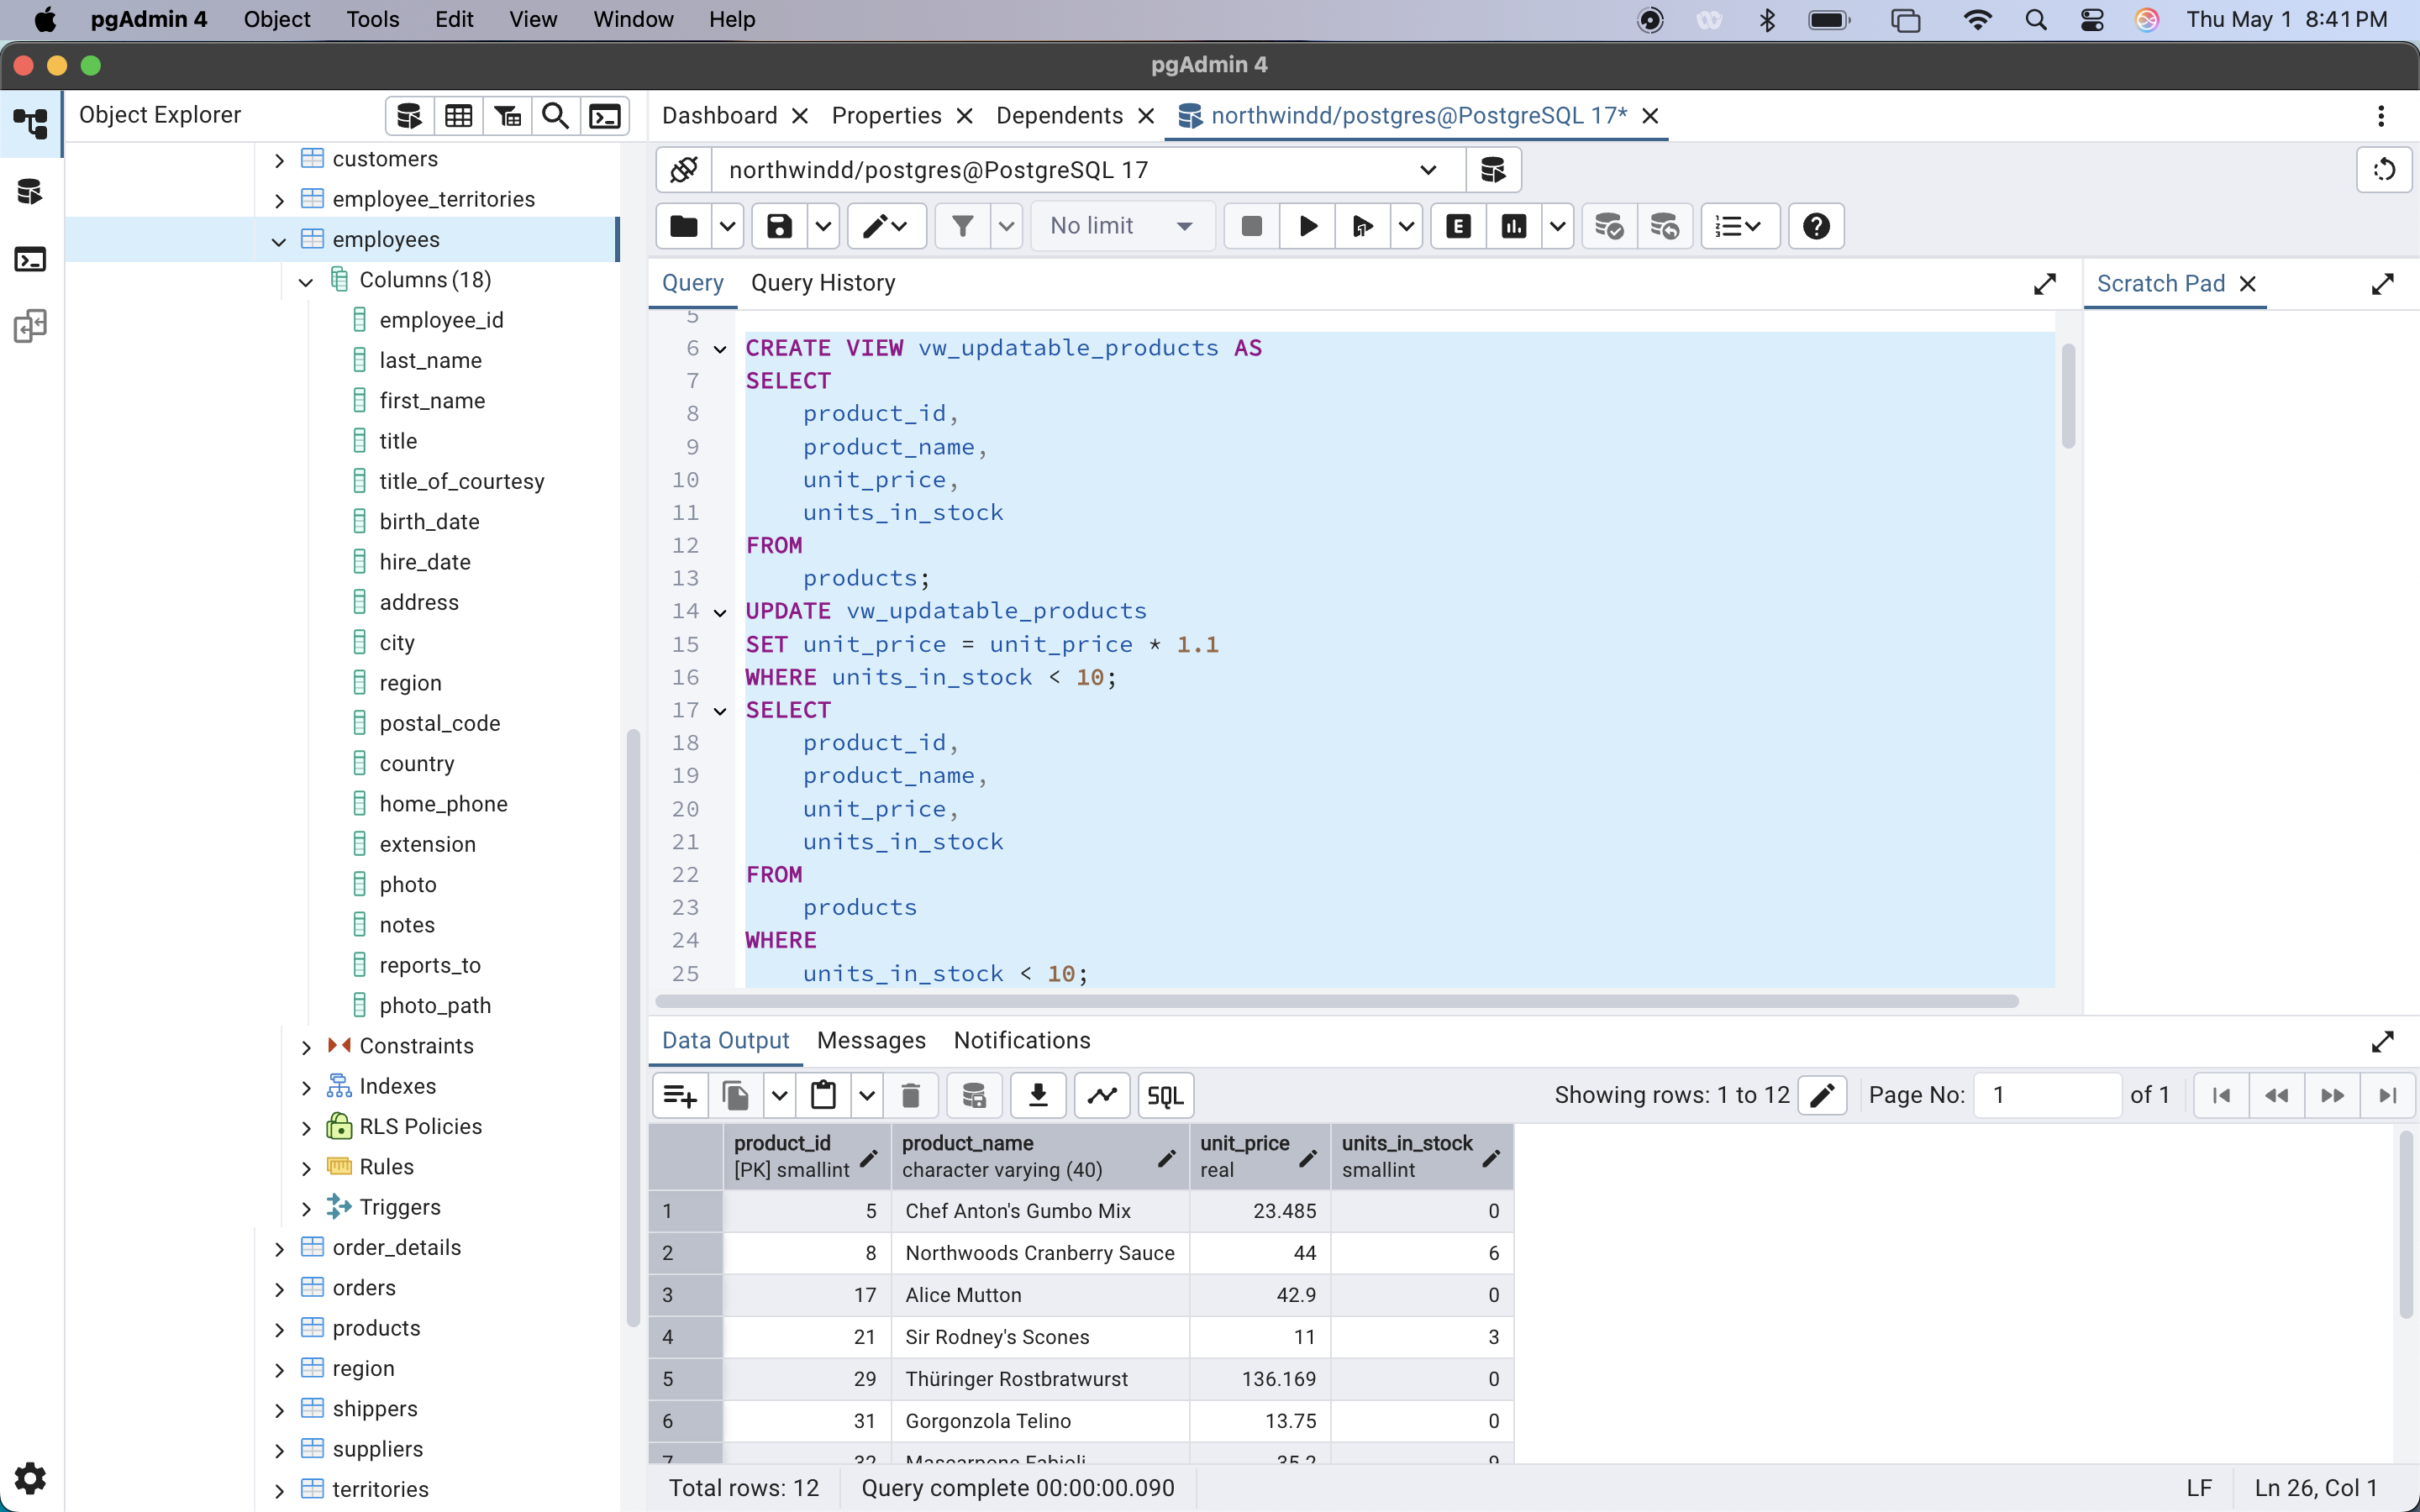 pgAdmin 4 Object Tools Edit View Window Help Thu May 1 8:41 PM
pgAdmin 4
Object Explorer
customers
employee_territories
employees
Columns (18)
employee_id
last_name
first_name
title
title_of_courtesy
birth_date
hire_date
address
city
region
postal_code
country
home_phone
extension
photo
notes
reports_to
photo_path
Constraints
Indexes
RLS Policies
Rules
Triggers
order_details
orders
products
region
shippers
suppliers
territories
Dashboard Properties Dependents northwindd/postgres@PostgreSQL 17*
northwindd/postgres@PostgreSQL 17
No limit E
Query Query History
Scratch Pad
5
6 CREATE VIEW vw_updatable_products AS
7 SELECT
8 product_id,
9 product_name,
10 unit_price,
11 units_in_stock
12 FROM
13 products;
14 UPDATE vw_updatable_products
15 SET unit_price = unit_price * 1.1
16 WHERE units_in_stock < 10;
17 SELECT
18 product_id,
19 product_name,
20 unit_price,
21 units_in_stock
22 FROM
23 products
24 WHERE
25 units_in_stock < 10;
Data Output Messages Notifications
SQL Showing rows: 1 to 12 Page No: 1 of 1
product_id product_name unit_price units_in_stock
[PK] smallint character varying (40) real smallint
1 5 Chef Anton's Gumbo Mix 23.485 0
2 8 Northwoods Cranberry Sauce 44 6
3 17 Alice Mutton 42.9 0
4 21 Sir Rodney's Scones 11 3
5 29 Thüringer Rostbratwurst 136.169 0
6 31 Gorgonzola Telino 13.75 0
7 32 Mascarpone Fabioli 35.2 9
Total rows: 12 Query complete 00:00:00.090 LF Ln 26, Col 1